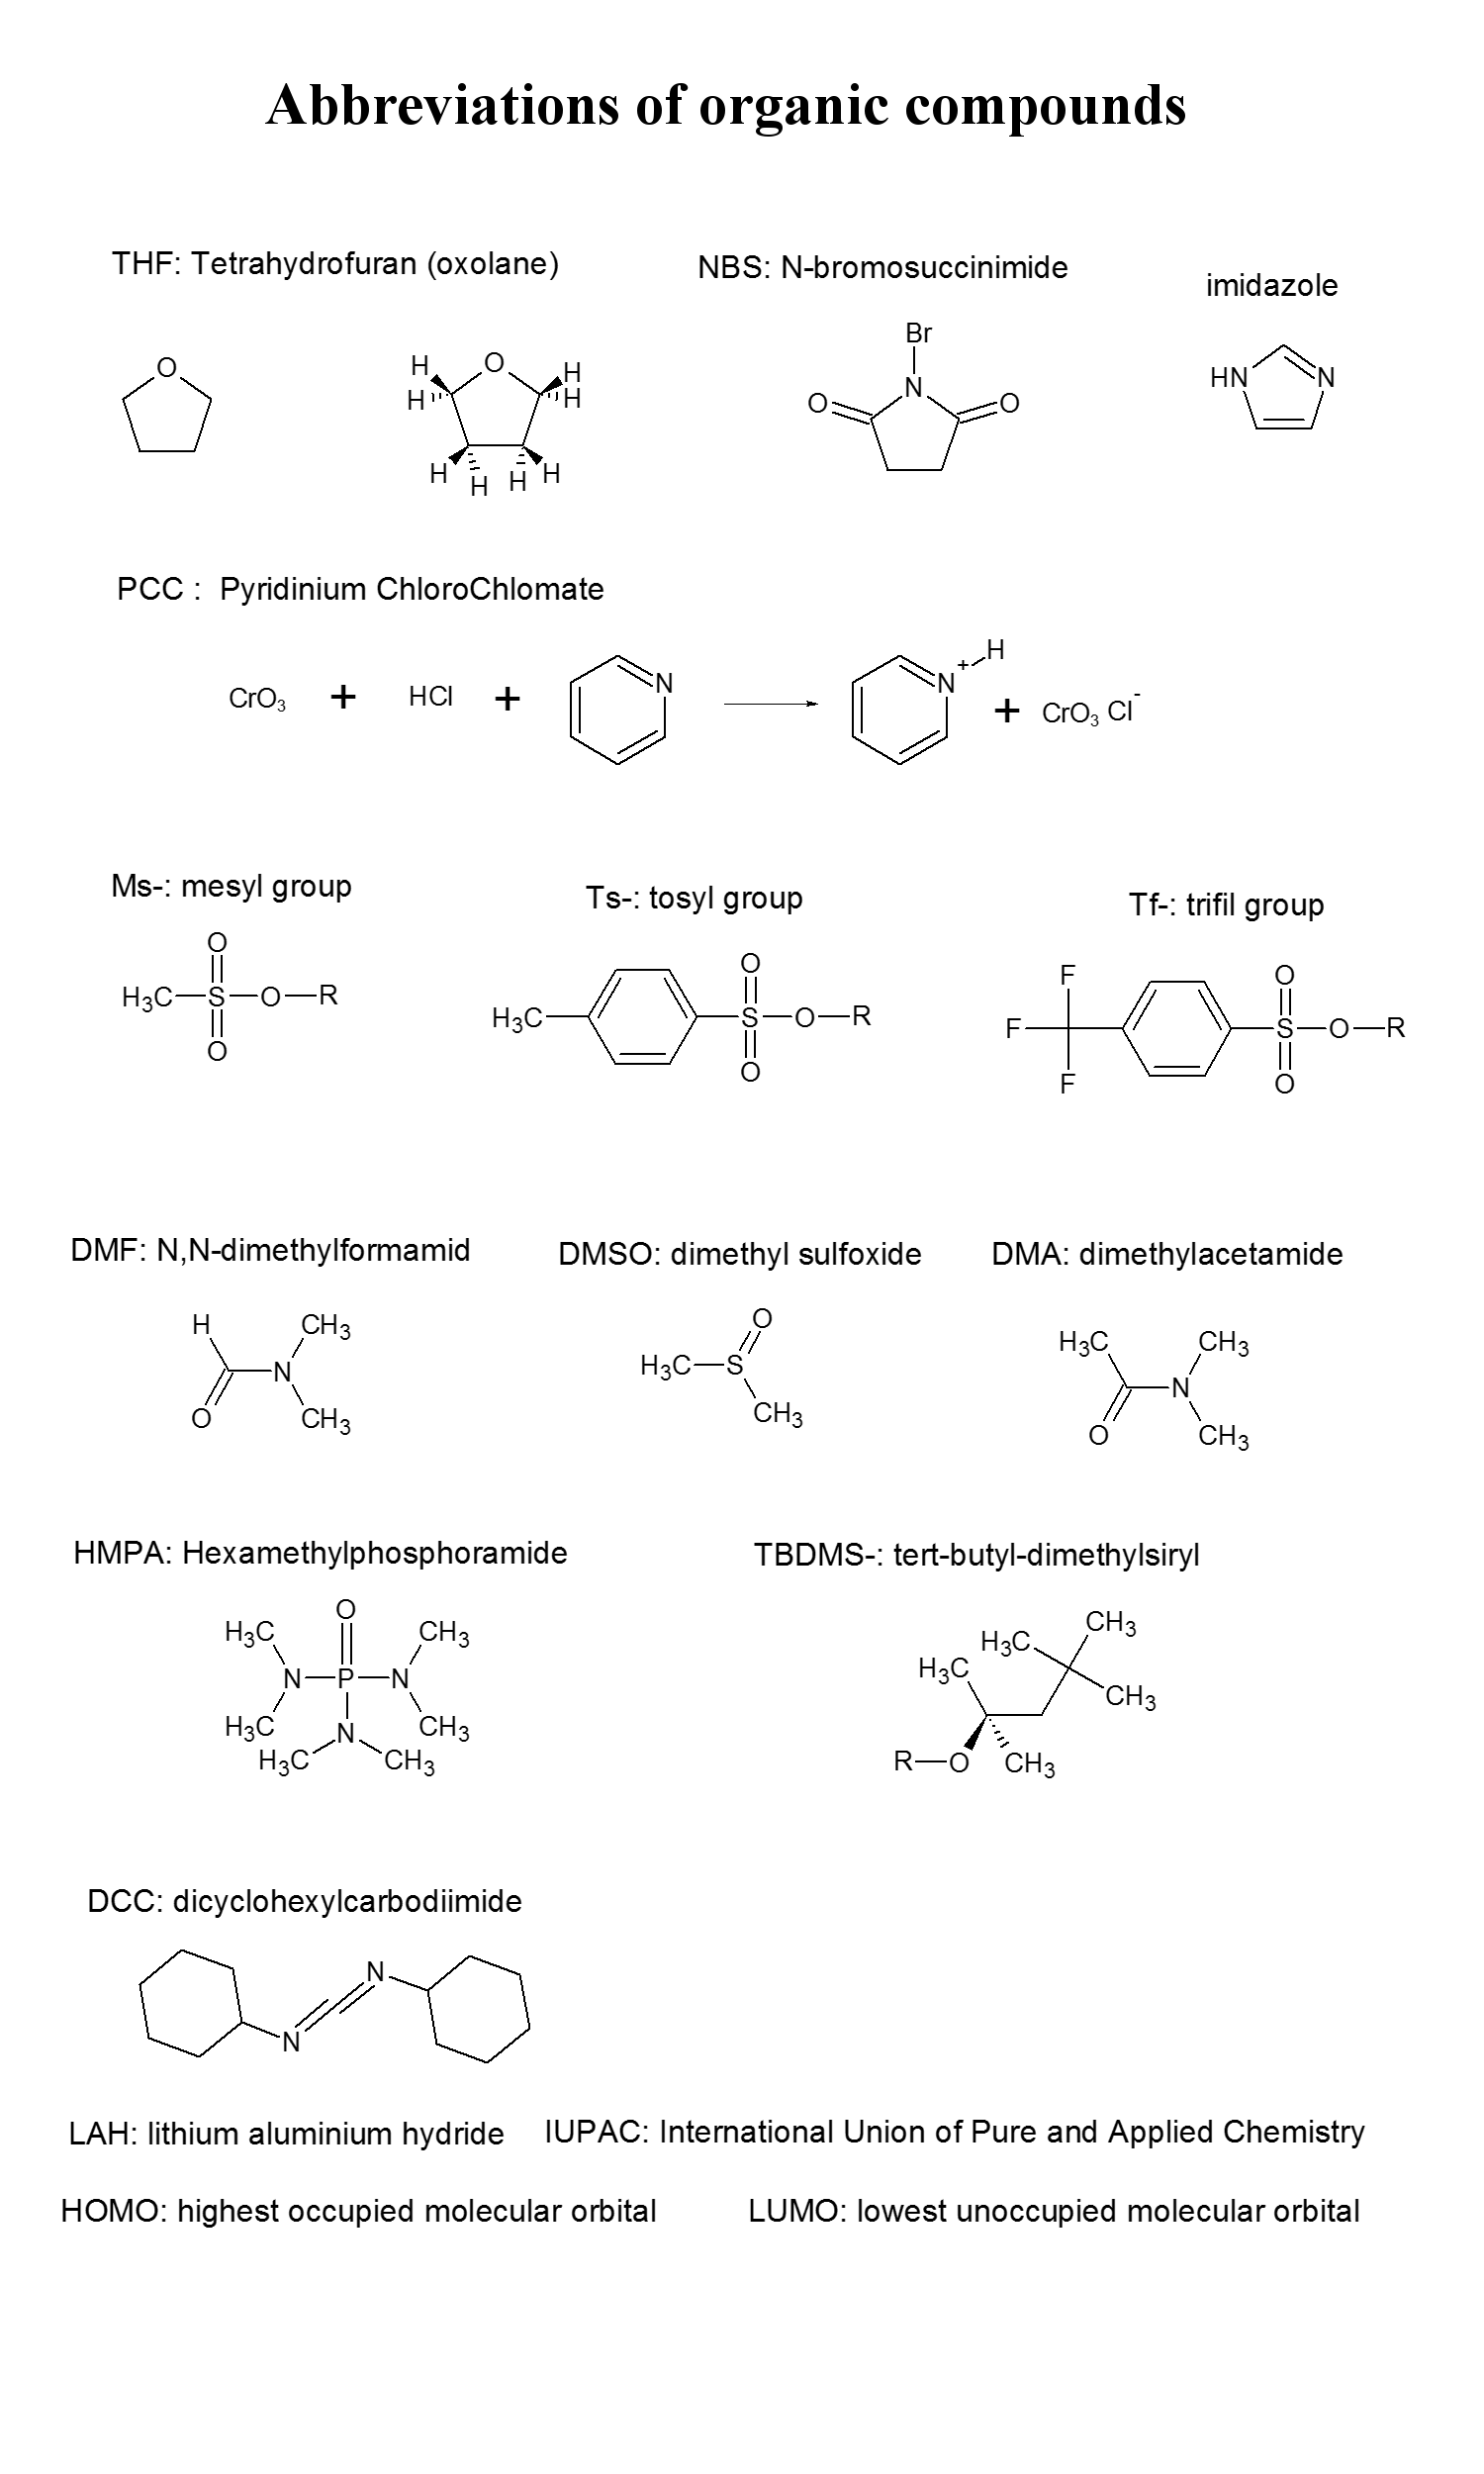 Abbreviations of organic compounds
THF: Tetrahydrofuran (oxolane)
NBS: N-bromosuccinimide
imidazole
O
H
H
O
H
H
H
H
H
H
Br
N
O
O
HN
N
PCC : Pyridinium ChloroChlomate
CrO₃ + HCl + N
N
+
H
+ CrO₃ Cl⁻
Ms-: mesyl group
Ts-: tosyl group
Tf-: trifil group
O
H₃C S O R
O
O
H₃C S O R
O
F
F
F
O
S O R
O
DMF: N,N-dimethylformamid
DMSO: dimethyl sulfoxide
DMA: dimethylacetamide
H
CH₃
N
O
CH₃
O
H₃C S
CH₃
H₃C
CH₃
N
O
CH₃
HMPA: Hexamethylphosphoramide
TBDMS-: tert-butyl-dimethylsiryl
O
H₃C
CH₃
N P N
H₃C
N
CH₃
H₃C
CH₃
CH₃
H₃C
H₃C
CH₃
R O
CH₃
DCC: dicyclohexylcarbodiimide
N
N
LAH: lithium aluminium hydride
IUPAC: International Union of Pure and Applied Chemistry
HOMO: highest occupied molecular orbital
LUMO: lowest unoccupied molecular orbital